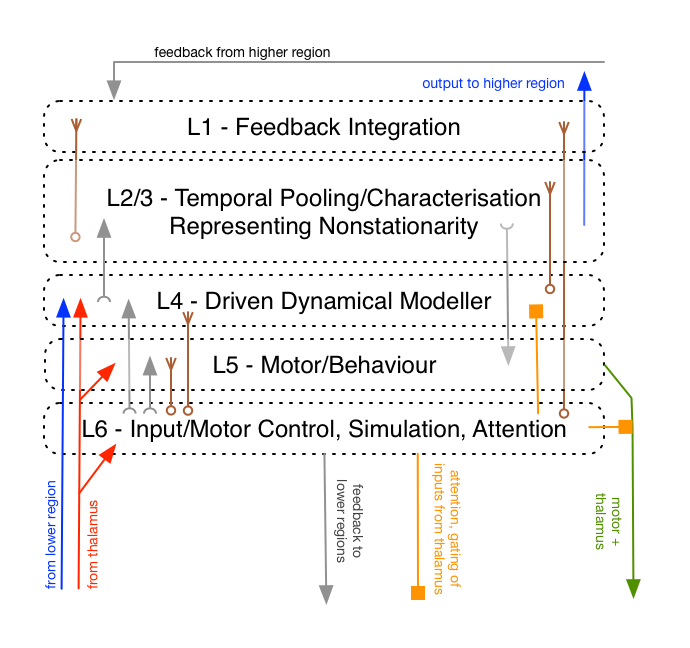 feedback from higher region
output to higher region
L1 - Feedback Integration
L2/3 - Temporal Pooling/Characterisation
Representing Nonstationarity
L4 - Driven Dynamical Modeller
L5 - Motor/Behaviour
L6 - Input/Motor Control, Simulation, Attention
from lower region
from thalamus
feedback to
lower regions
attention, gating of
inputs from thalamus
motor +
thalamus